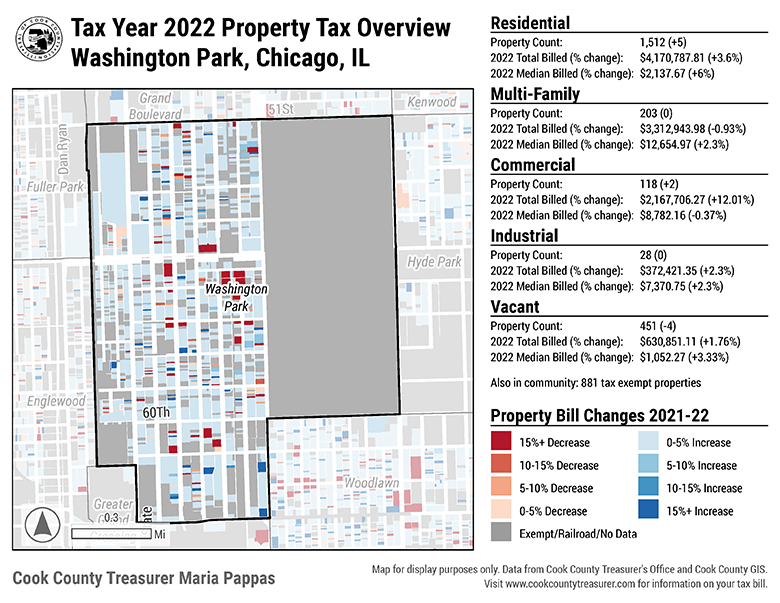 Tax Year 2022 Property Tax Overview
Washington Park, Chicago, IL
Grand
Boulevard
51St
Kenwood
Dan Ryan
Fuller Park
Hyde Park
Englewood
Washington
Park
Englewood
60Th
Woodlawn
Greater
0.3
Mi
Cook County Treasurer Maria Pappas
Residential
Property Count: 1,512 (+5)
2022 Total Billed (% change): $4,170,787.81 (+3.6%)
2022 Median Billed (% change): $2,137.67 (+6%)
Multi-Family
Property Count: 203 (0)
2022 Total Billed (% change): $3,312,943.98 (-0.93%)
2022 Median Billed (% change): $12,654.97 (+2.3%)
Commercial
Property Count: 118 (+2)
2022 Total Billed (% change): $2,167,706.27 (+12.01%)
2022 Median Billed (% change): $8,782.16 (-0.37%)
Industrial
Property Count: 28 (0)
2022 Total Billed (% change): $372,421.35 (+2.3%)
2022 Median Billed (% change): $7,370.75 (+2.3%)
Vacant
Property Count: 451 (-4)
2022 Total Billed (% change): $630,851.11 (+1.76%)
2022 Median Billed (% change): $1,052.27 (+3.33%)
Also in community: 881 tax exempt properties
Property Bill Changes 2021-22
15%+ Decrease
10-15% Decrease
5-10% Decrease
0-5% Decrease
0-5% Increase
5-10% Increase
10-15% Increase
15%+ Increase
Exempt/Railroad/No Data
Map for display purposes only. Data from Cook County Treasurer's Office and Cook County GIS.
Visit www.cookcountytreasurer.com for information on your tax bill.